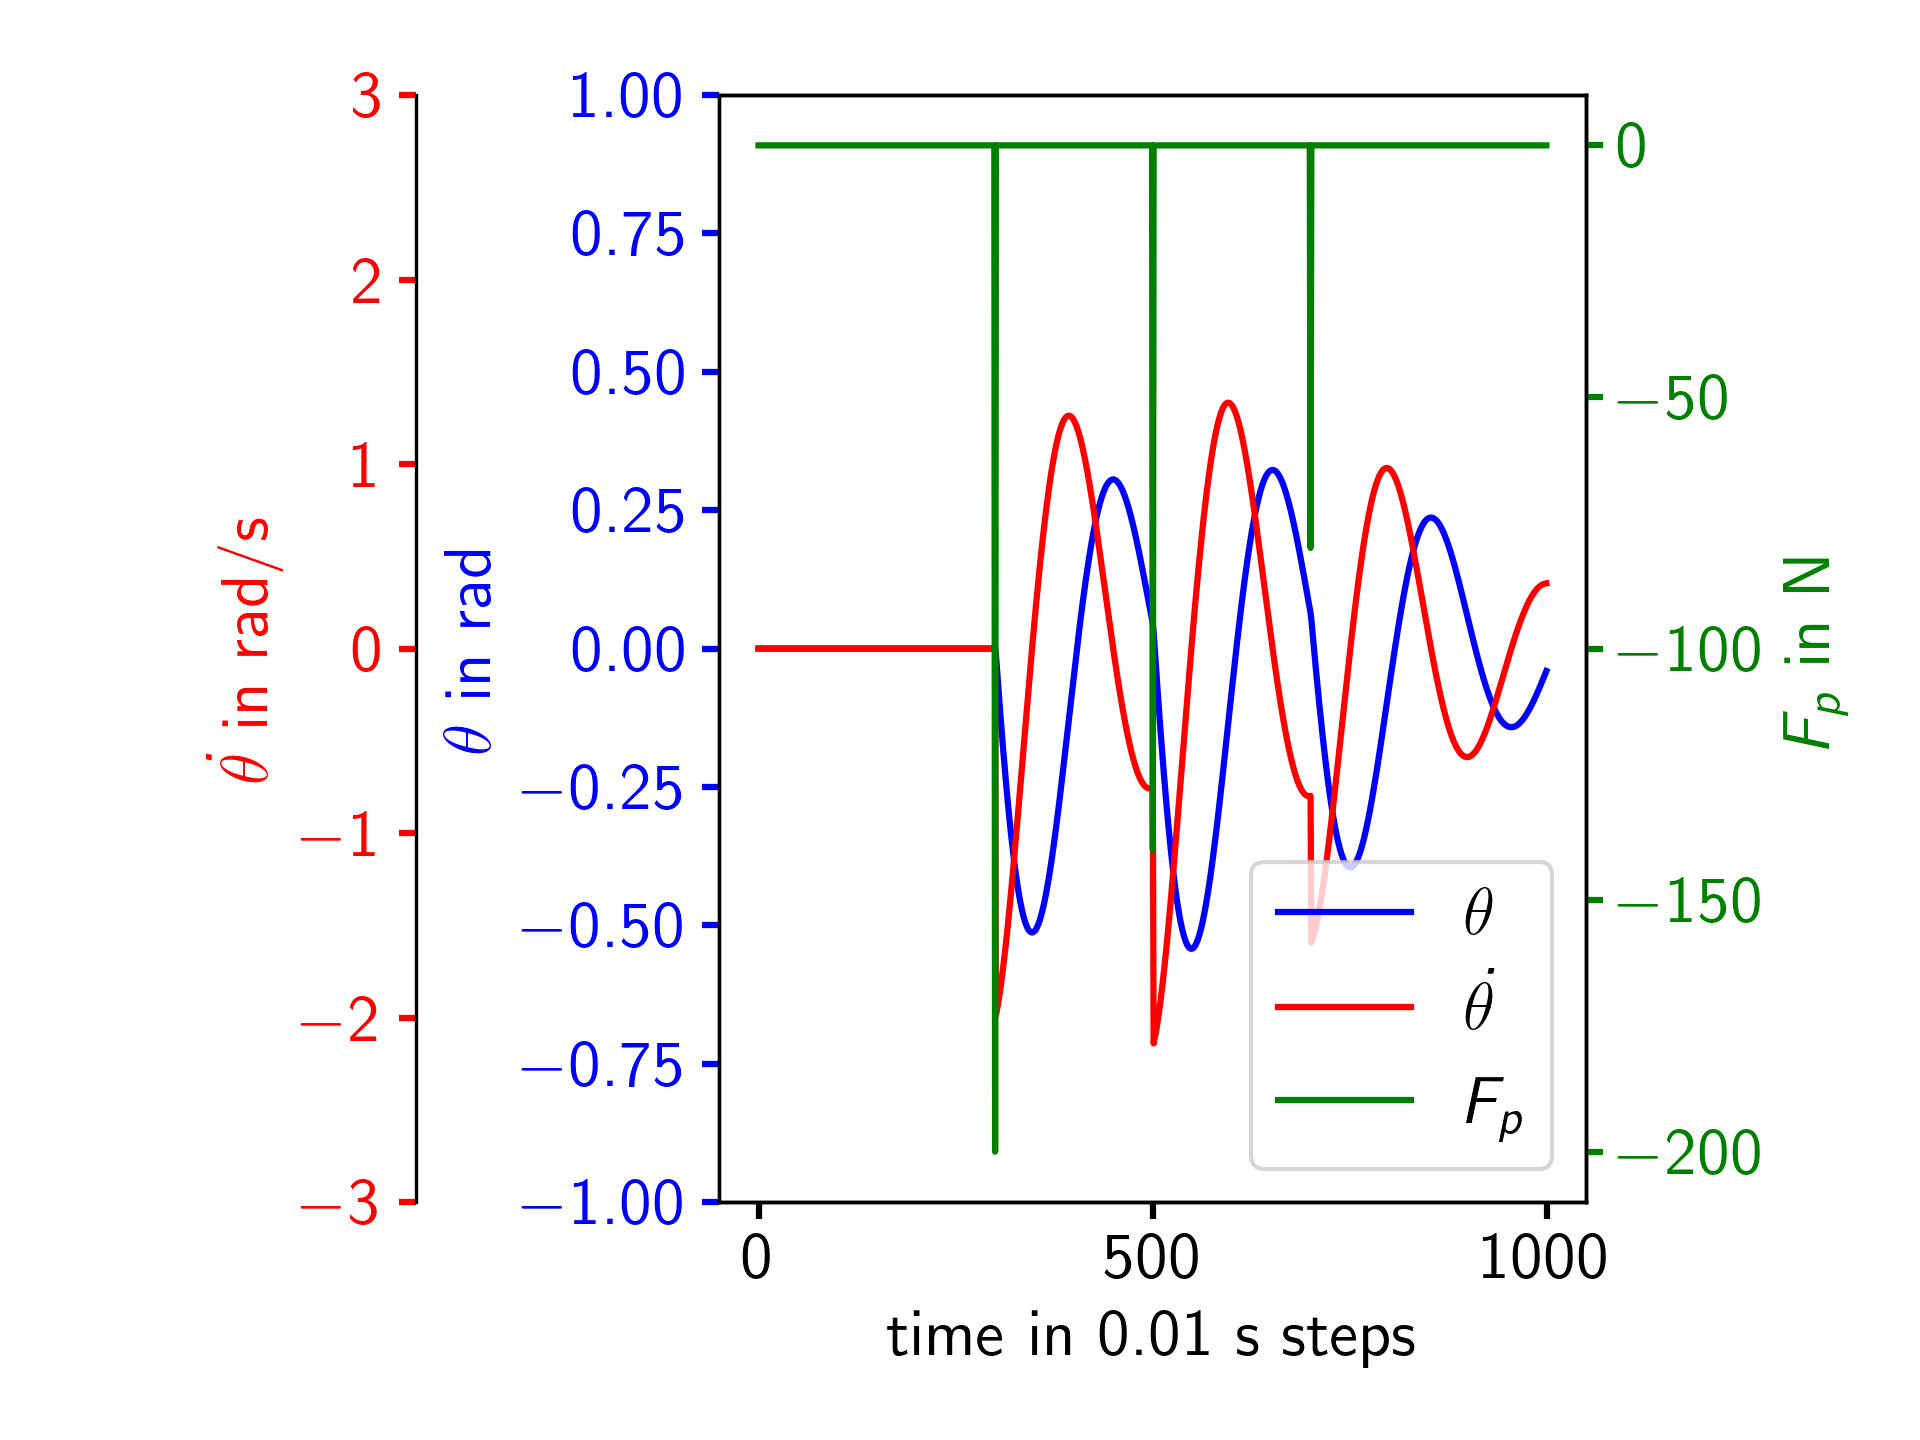 θ̇ in rad/s
3
2
1
0
−1
−2
−3
θ in rad
1.00
0.75
0.50
0.25
0.00
−0.25
−0.50
−0.75
−1.00
F_p in N
0
−50
−100
−150
−200
θ
θ̇
F_p
0 500 1000
time in 0.01 s steps